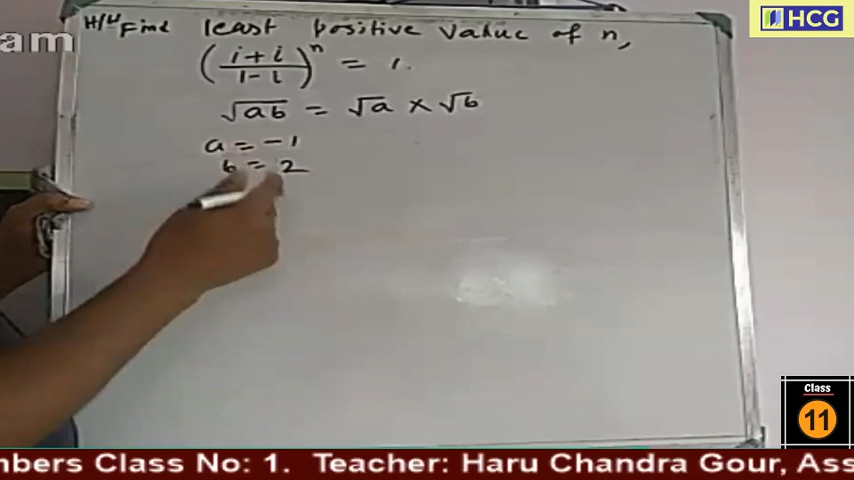 am
HCG
H/W Find least positive value of n,
(i+i/1-i)^n = 1.
√ab = √a × √b
a = -1
b = 2
Class
11
nbers Class No: 1. Teacher: Haru Chandra Gour, Ass